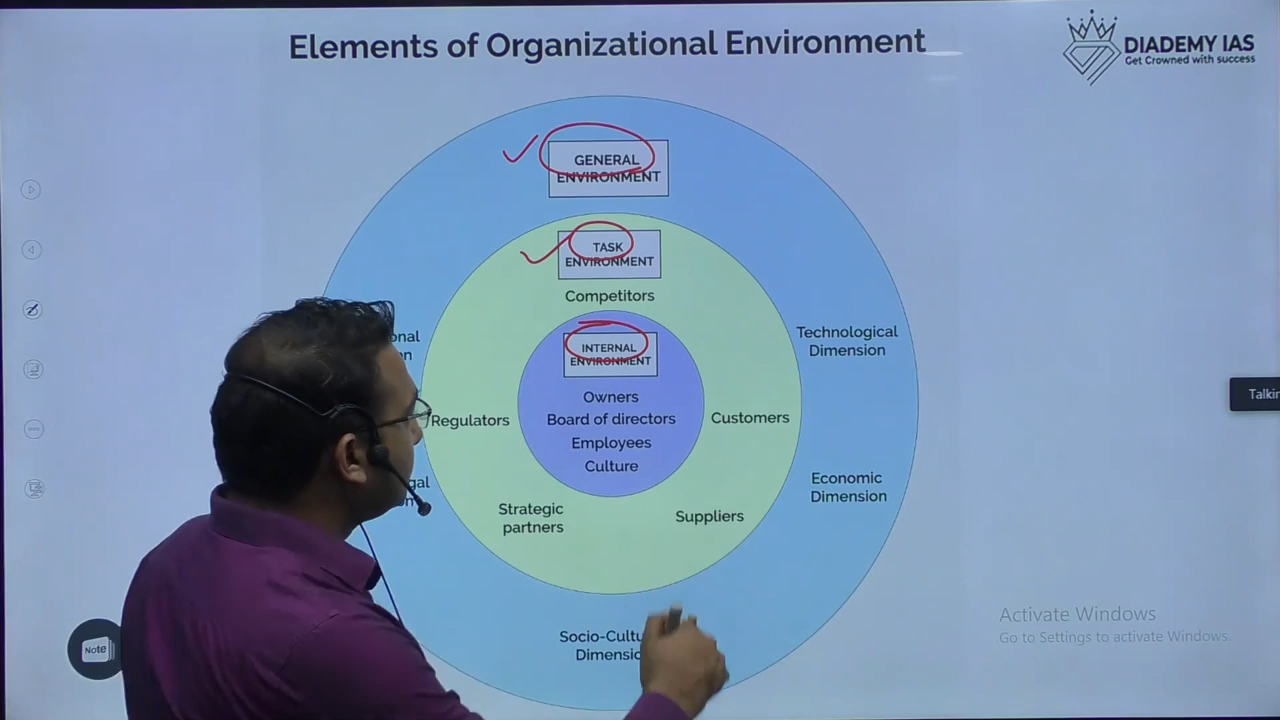 Elements of Organizational Environment
DIADEMY IAS
Get Crowned with success
GENERAL
ENVIRONMENT
TASK
ENVIRONMENT
Competitors
INTERNAL
ENVIRONMENT
Technological
Dimension
Owners
Board of directors
Employees
Culture
Regulators
Customers
Strategic
partners
Suppliers
Economic
Dimension
Activate Windows
Go to Settings to activate Windows.
Note